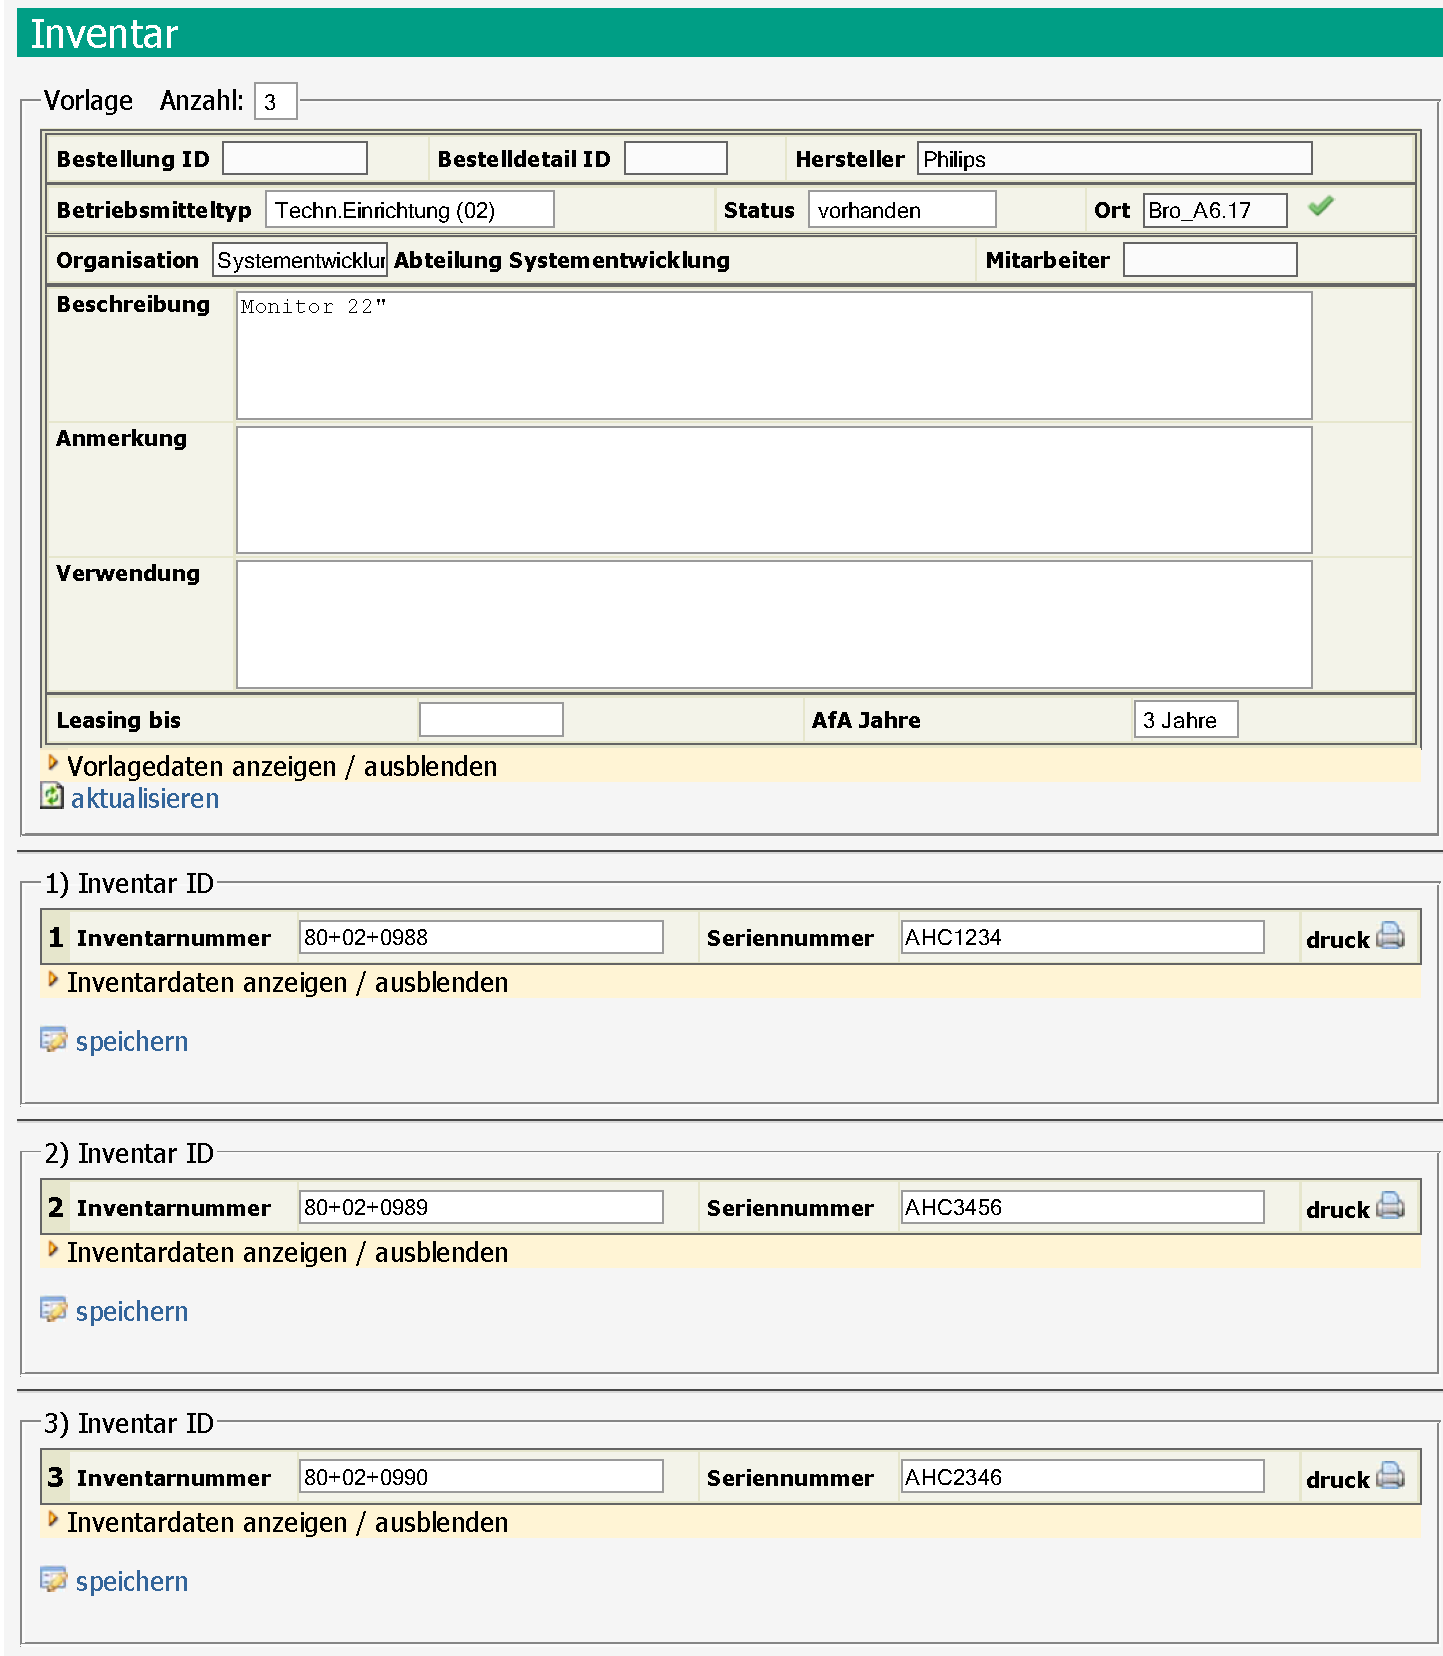 Inventar
Vorlage Anzahl: 3
Bestellung ID Bestelldetail ID Hersteller Philips
Betriebsmitteltyp Techn.Einrichtung (02) Status vorhanden Ort Bro_A6.17
Organisation Systementwicklur Abteilung Systementwicklung Mitarbeiter
Beschreibung Monitor 22"
Anmerkung
Verwendung
Leasing bis AfA Jahre 3 Jahre
Vorlagedaten anzeigen / ausblenden
aktualisieren
1) Inventar ID
1 Inventarnummer 80+02+0988 Seriennummer AHC1234 druck
Inventardaten anzeigen / ausblenden
speichern
2) Inventar ID
2 Inventarnummer 80+02+0989 Seriennummer AHC3456 druck
Inventardaten anzeigen / ausblenden
speichern
3) Inventar ID
3 Inventarnummer 80+02+0990 Seriennummer AHC2346 druck
Inventardaten anzeigen / ausblenden
speichern